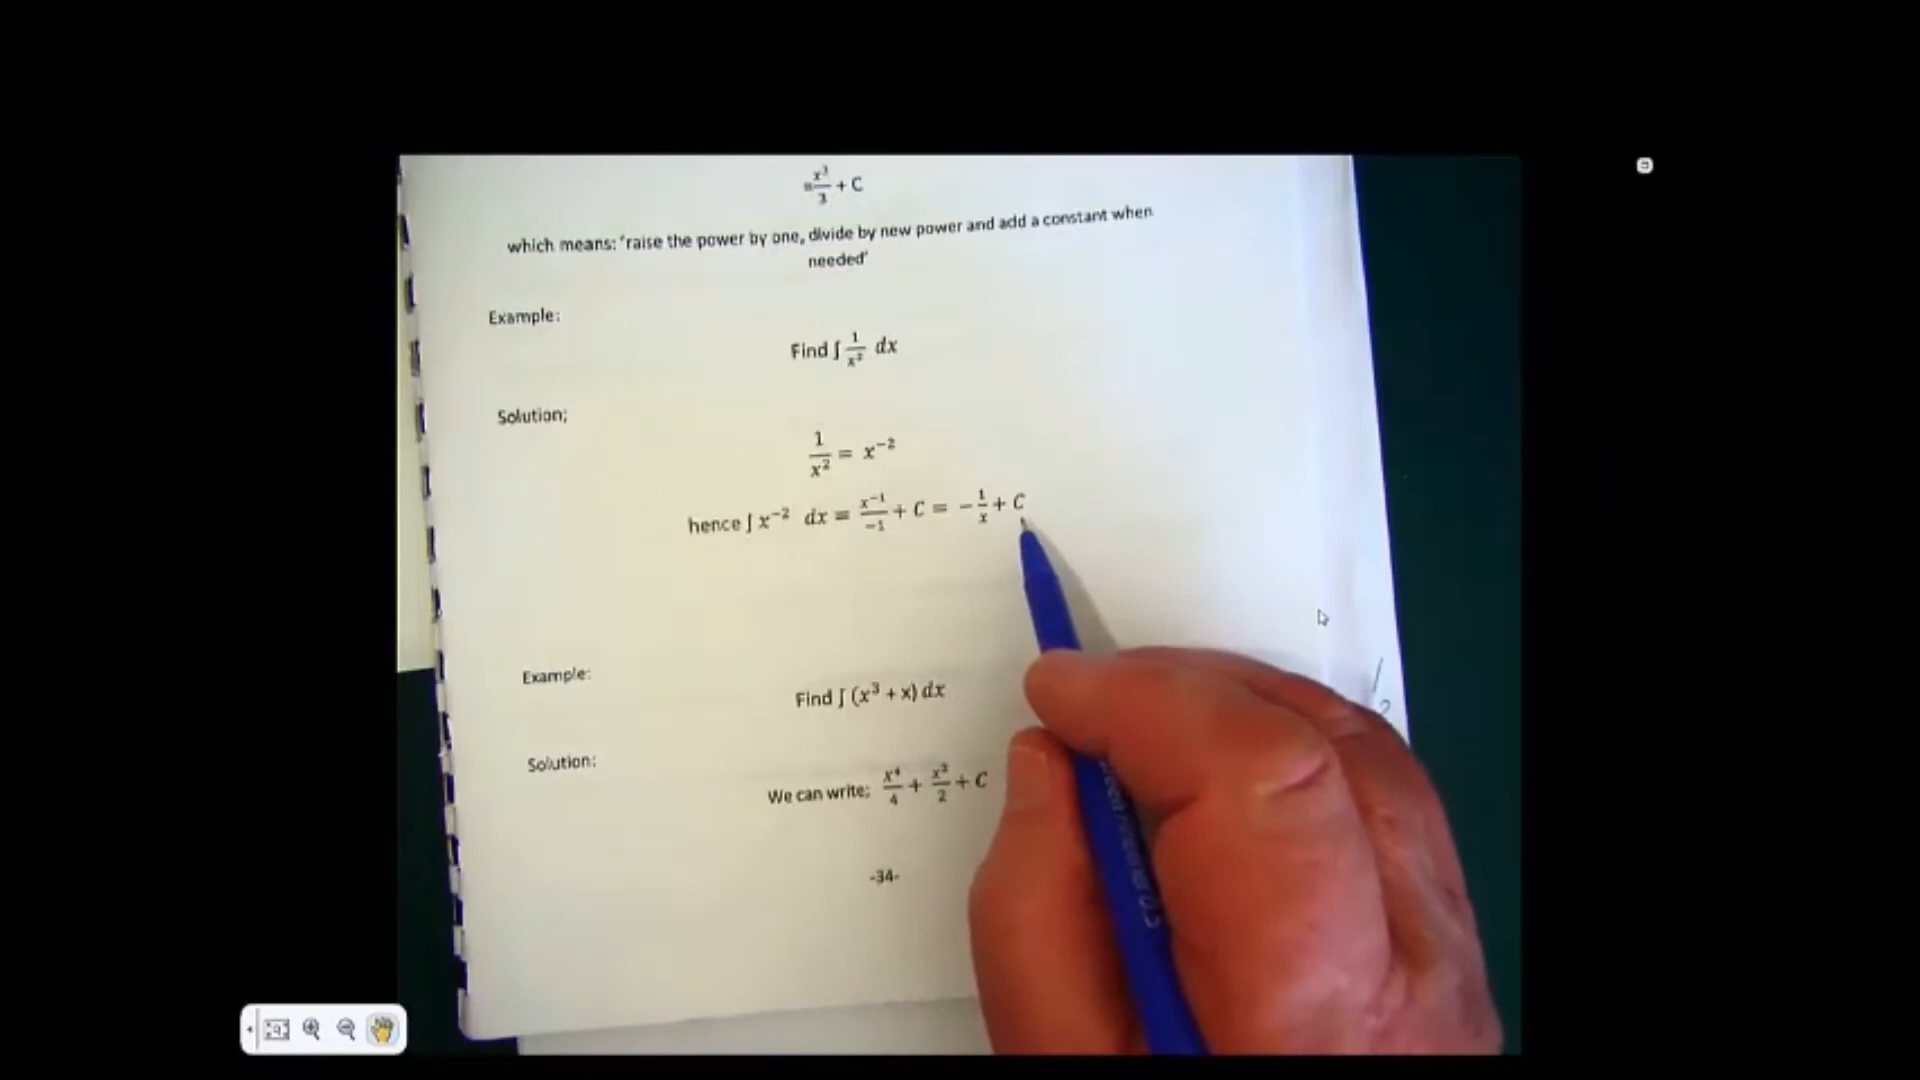 = x³/3 + C
which means: 'raise the power by one, divide by new power and add a constant when
needed'
Example:
Find ∫ 1/x² dx
Solution;
1/x² = x⁻²
hence ∫ x⁻² dx = x⁻¹/-1 + C = - 1/x + C
Example:
Find ∫ (x³ + x) dx
Solution:
We can write; x⁴/4 + x²/2 + C
-34-